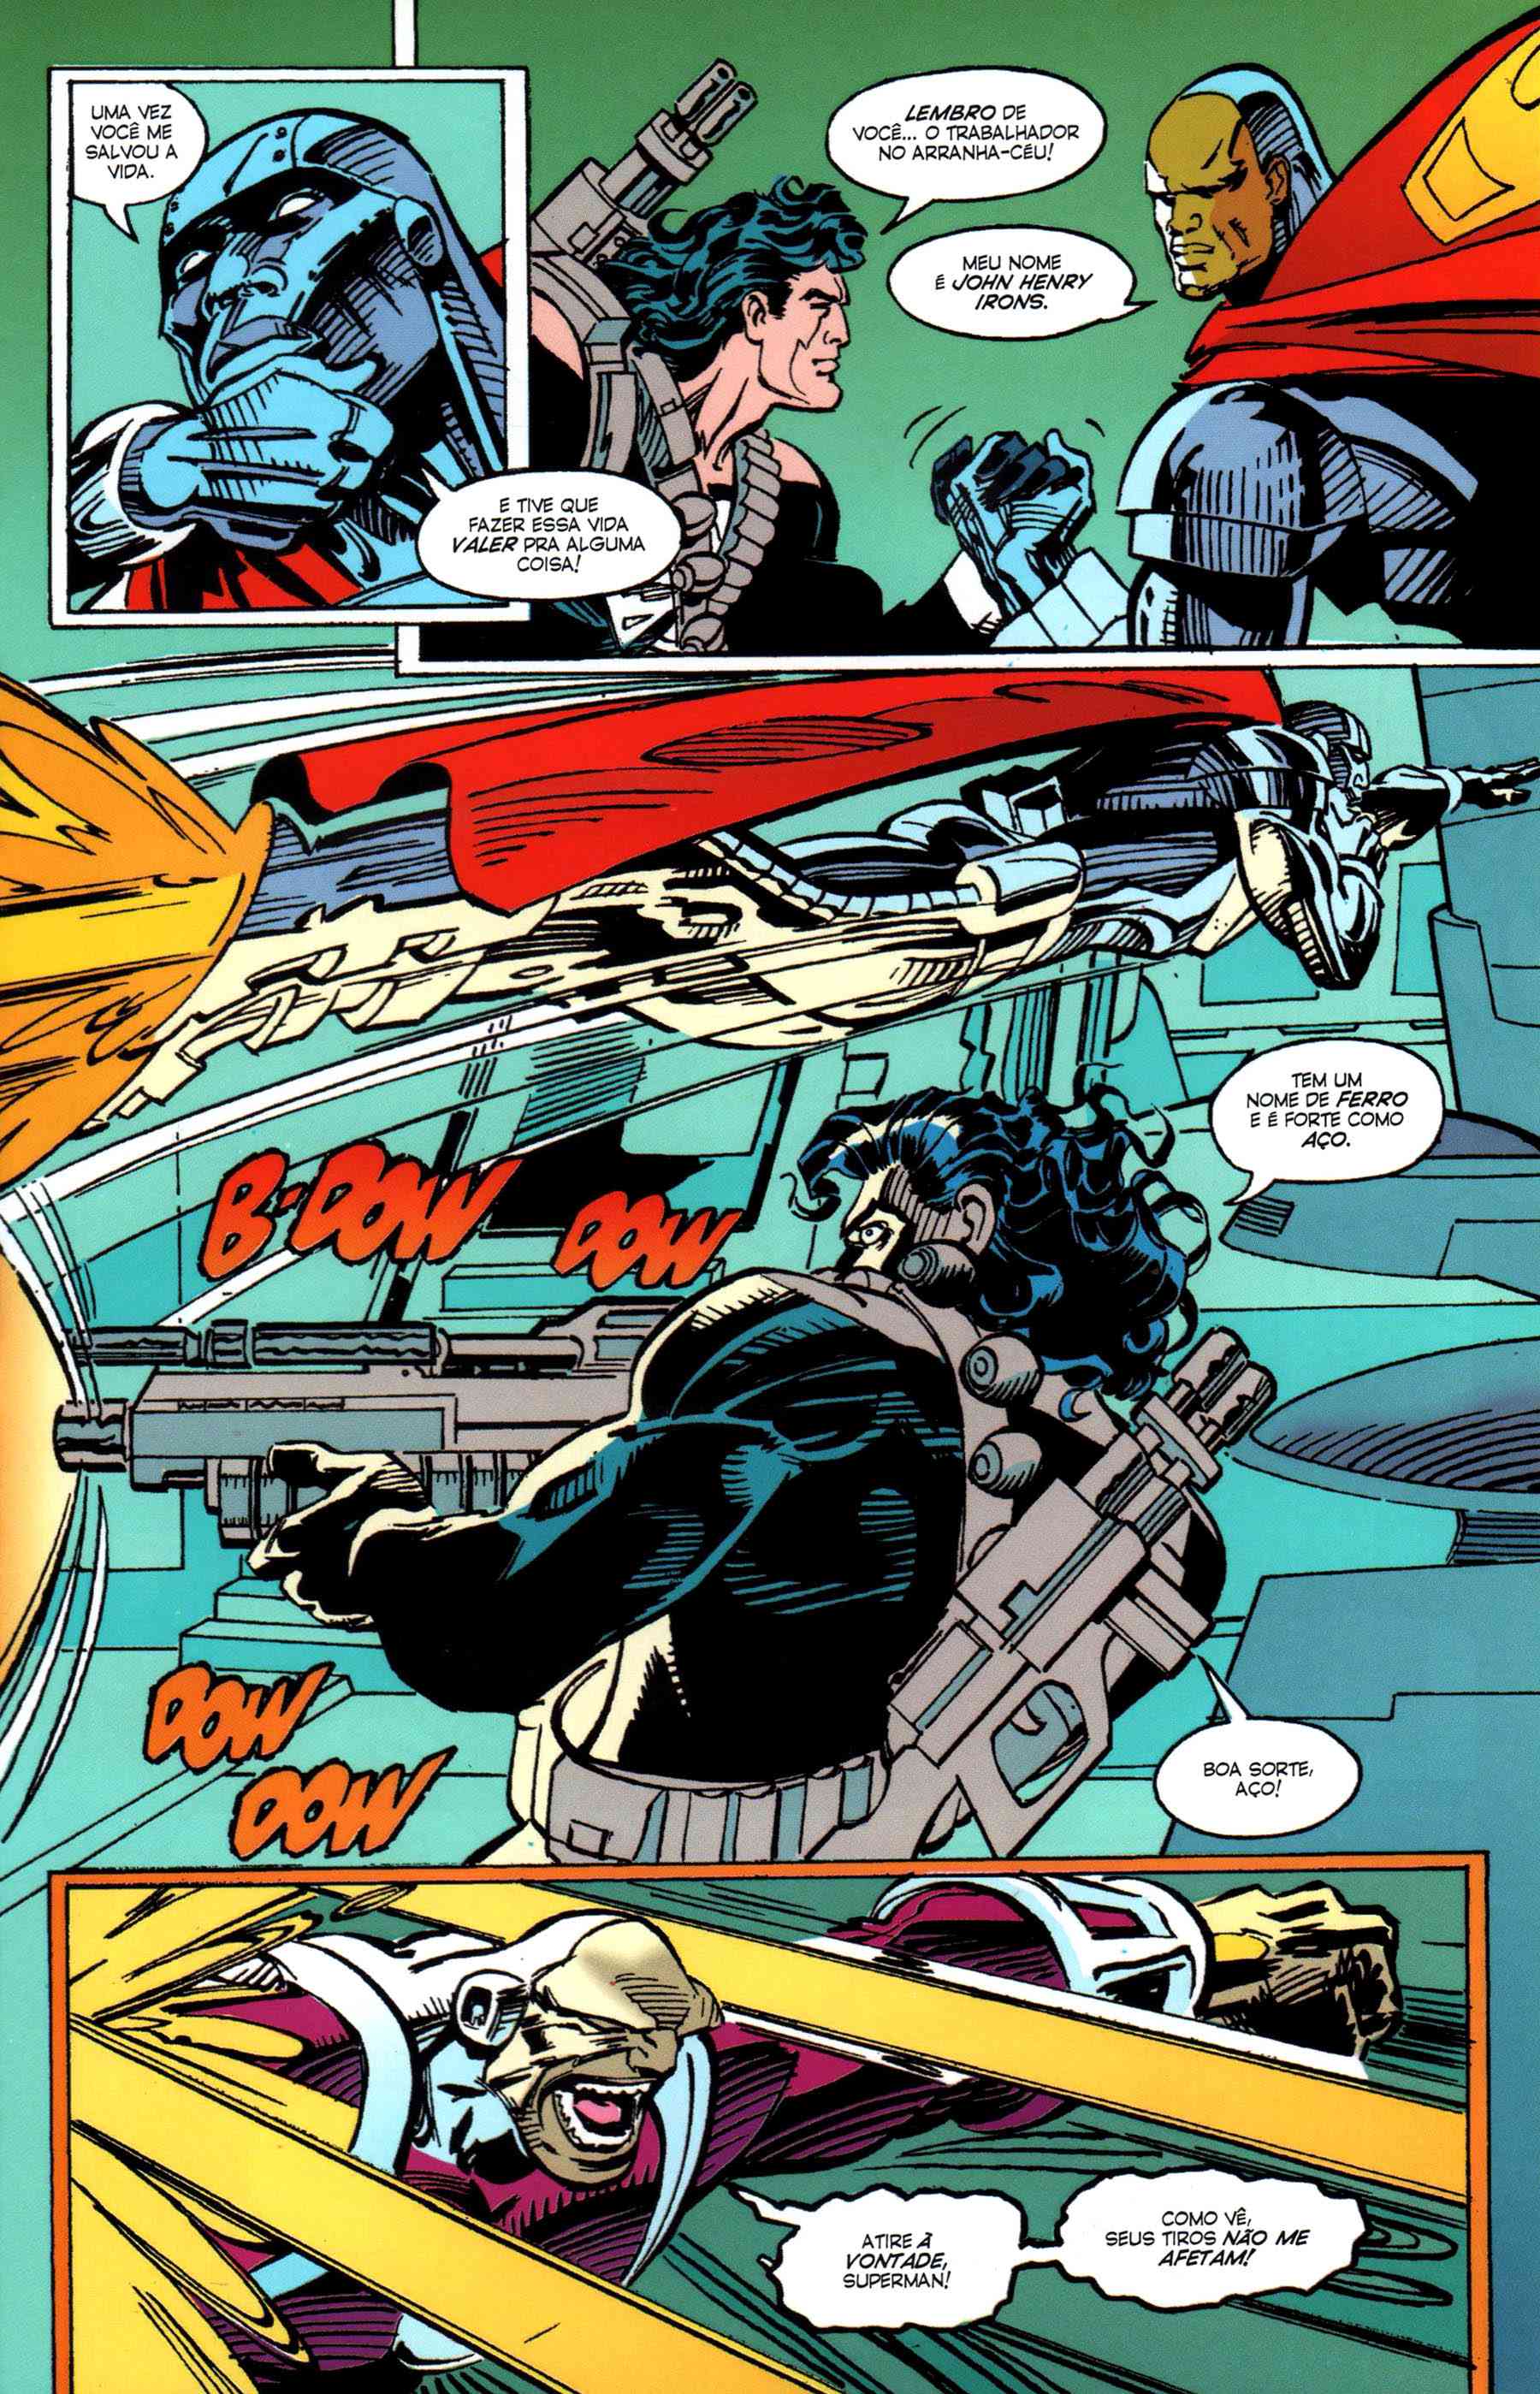 UMA VEZ
VOCÊ ME
SALVOU A
VIDA.
E TIVE QUE
FAZER ESSA VIDA
VALER PRA ALGUMA
COISA!
LEMBRO DE
VOCÊ... O TRABALHADOR
NO ARRANHA-CÉU!
MEU NOME
É JOHN HENRY
IRONS.
TEM UM
NOME DE FERRO
E É FORTE COMO
AÇO.
B-DOW
DOW
DOW
DOW
BOA SORTE,
AÇO!
ATIRE À
VONTADE,
SUPERMAN!
COMO VÊ,
SEUS TIROS NÃO ME
AFETAM!